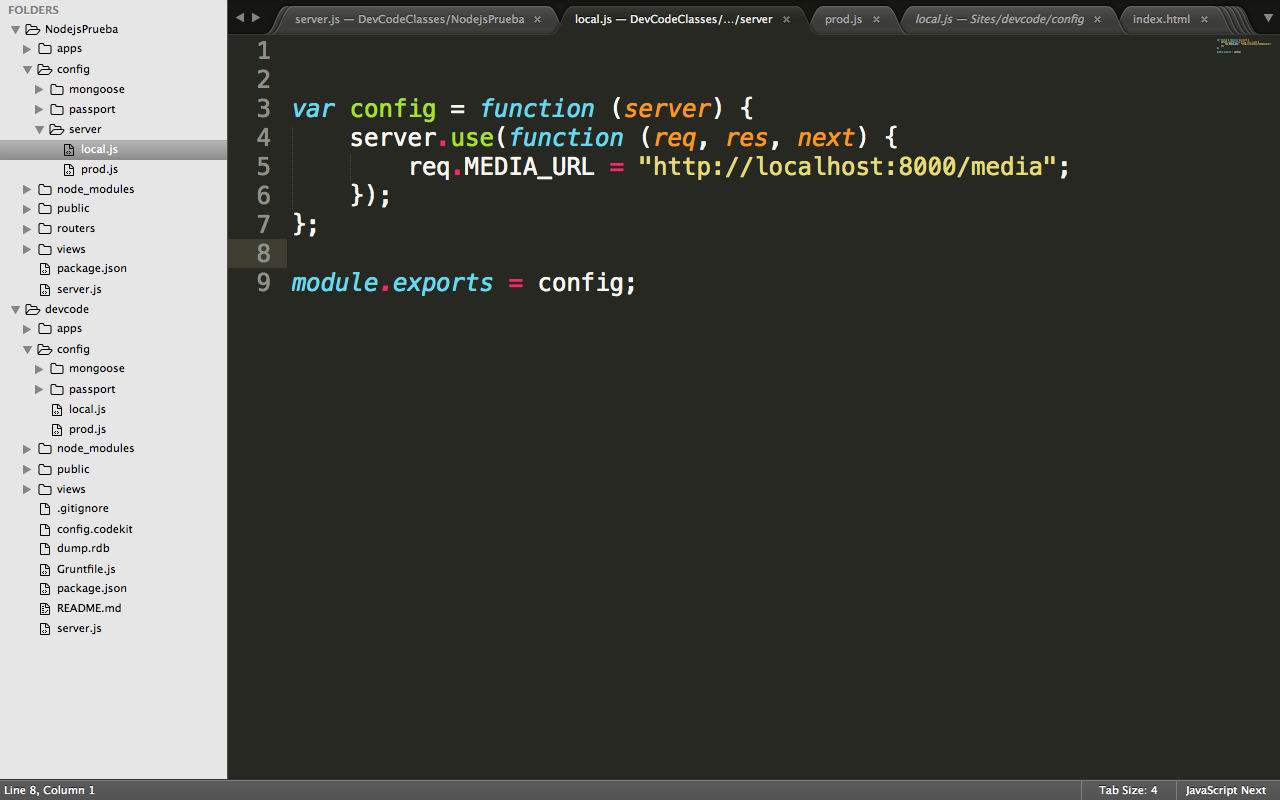 FOLDERS
NodejsPrueba
apps
config
mongoose
passport
server
local.js
prod.js
node_modules
public
routers
views
package.json
server.js
devcode
apps
config
mongoose
passport
local.js
prod.js
node_modules
public
views
.gitignore
config.codekit
dump.rdb
Gruntfile.js
package.json
README.md
server.js
server.js — DevCodeClasses/NodejsPrueba × local.js — DevCodeClasses/.../server × prod.js × local.js — Sites/devcode/config × index.html ×
1
2
3 var config = function (server) {
4     server.use(function (req, res, next) {
5         req.MEDIA_URL = "http://localhost:8000/media";
6     });
7 };
8
9 module.exports = config;
Line 8, Column 1 Tab Size: 4 JavaScript Next